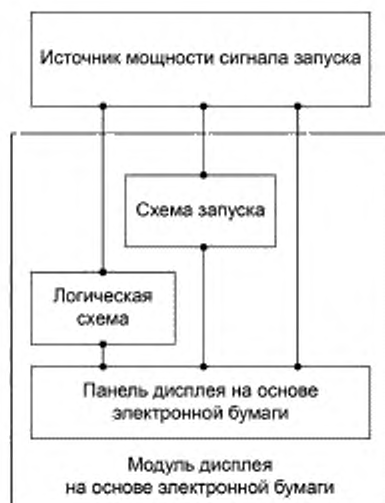 Источник мощности сигнала запуска
Схема запуска
Логическая
схема
Панель дисплея на основе
электронной бумаги
Модуль дисплея
на основе электронной бумаги